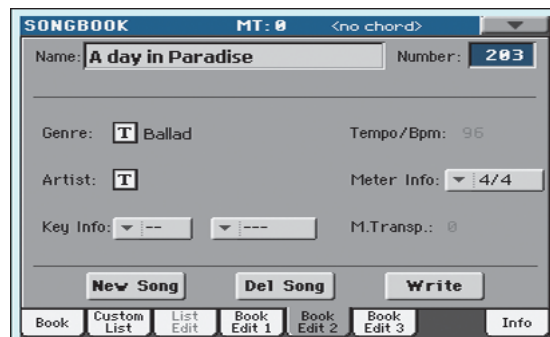 SONGBOOK MT:0 <no chord>
Name: A day in Paradise Number: 203
Genre: T Ballad Tempo/Bpm: 96
Artist: T Meter Info: 4/4
Key Info: -- --- M.Transp.: 0
New Song Del Song Write
Book Custom List List Edit Book Edit 1 Book Edit 2 Book Edit 3 Info